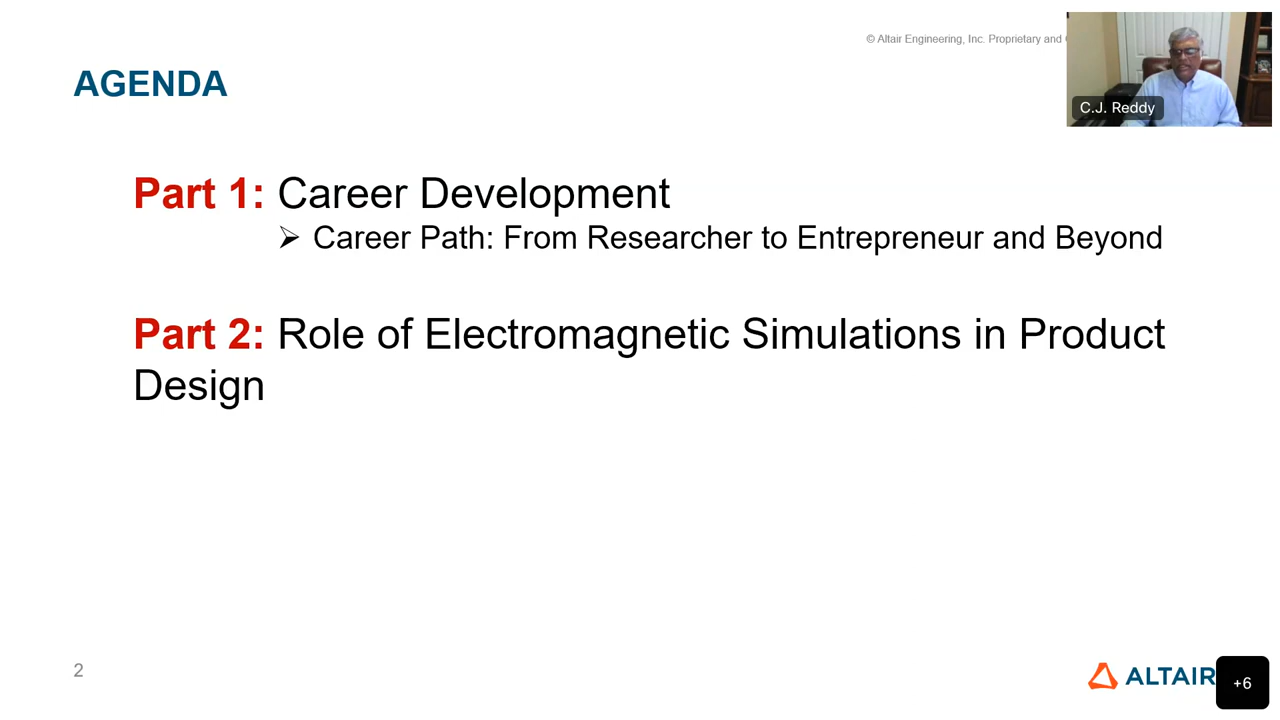 © Altair Engineering, Inc. Proprietary and
AGENDA
C.J. Reddy
Part 1: Career Development
➢ Career Path: From Researcher to Entrepreneur and Beyond
Part 2: Role of Electromagnetic Simulations in Product
Design
2
ALTAIR
+6